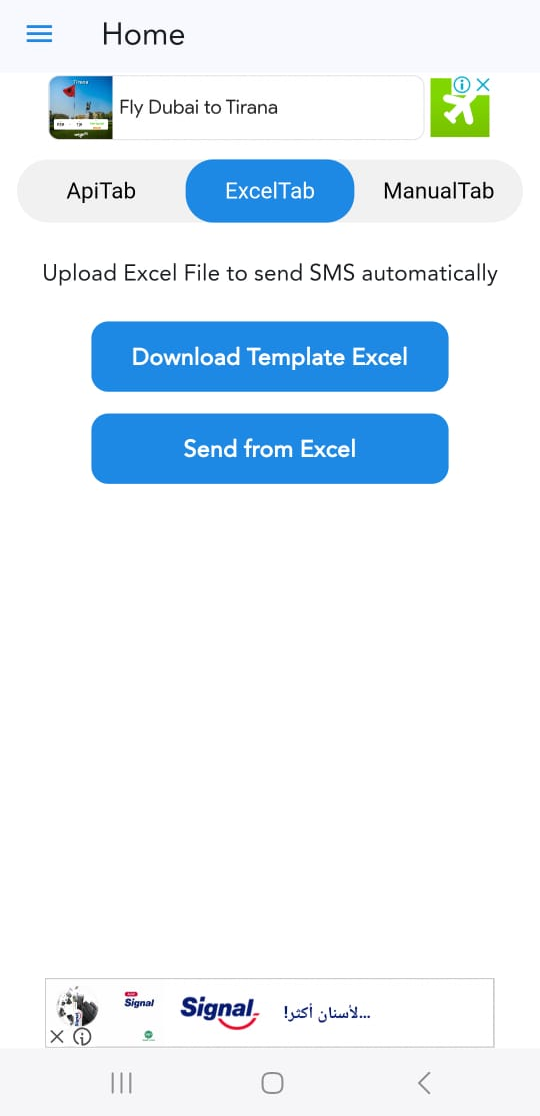 Home
Tirana
Fly Dubai to Tirana
ApiTab
ExcelTab
ManualTab
Upload Excel File to send SMS automatically
Download Template Excel
Send from Excel
Signal
Signal
لأسنان أكثر!...